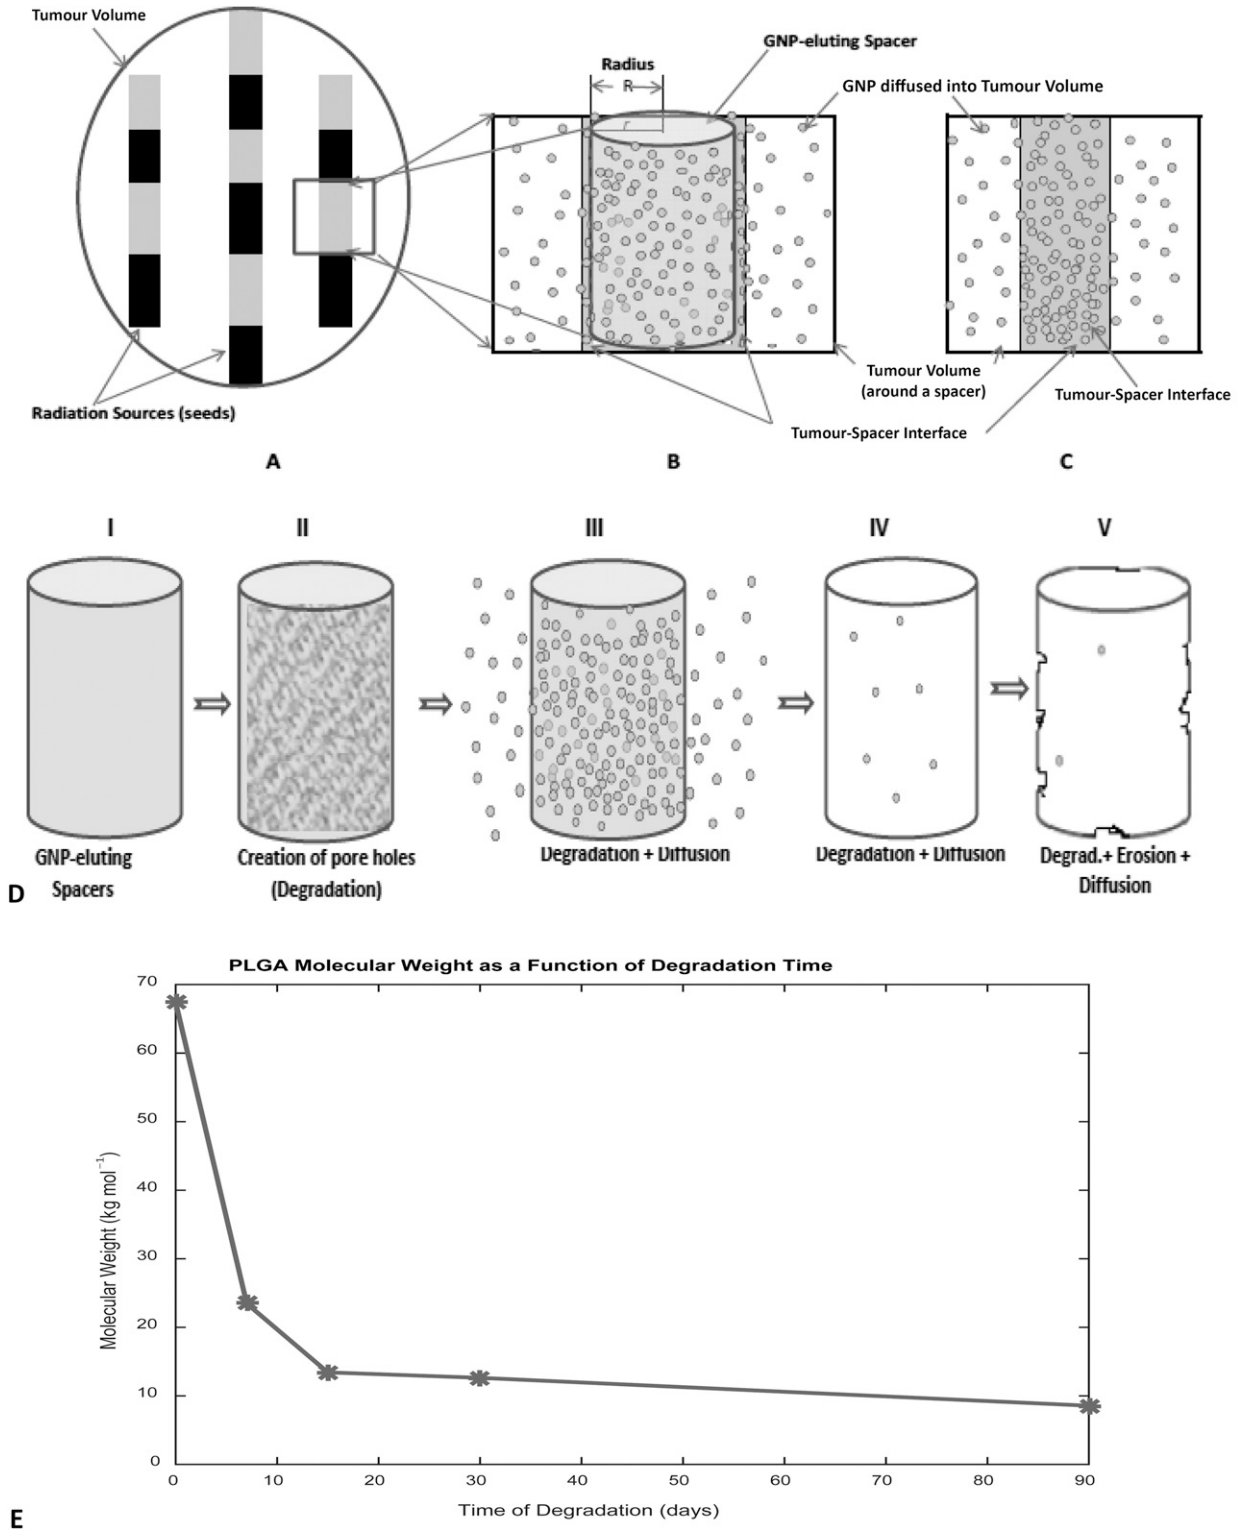 Tumour Volume
GNP-eluting Spacer
Radius
R
GNP diffused into Tumour Volume
r
Tumour Volume
(around a spacer)
Tumour-Spacer Interface
Radiation Sources (seeds)
Tumour-Spacer Interface
A
B
C
I
II
III
IV
V
GNP-eluting
Spacers
Creation of pore holes
(Degradation)
Degradation + Diffusion
Degradation + Diffusion
Degrad.+ Erosion +
Diffusion
D
PLGA Molecular Weight as a Function of Degradation Time
70
60
50
40
30
20
10
0
Molecular Weight (kg mol⁻¹)
0
10
20
30
40
50
60
70
80
90
Time of Degradation (days)
E